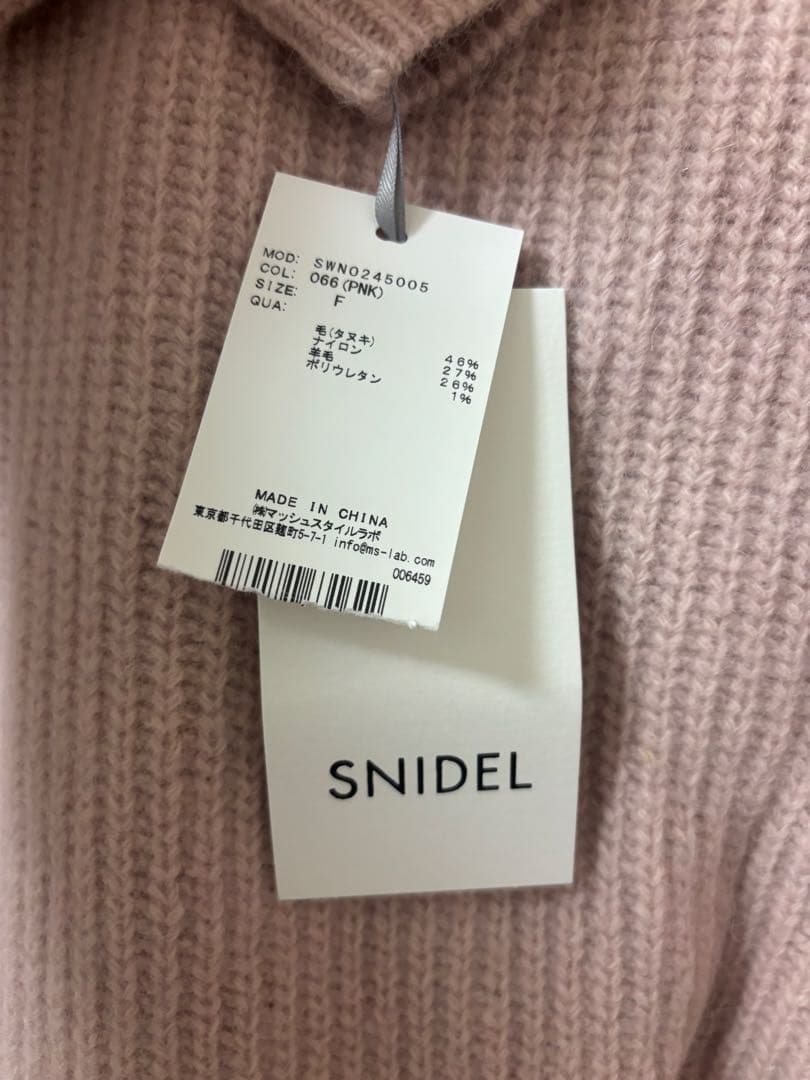 MOD: SWN0245005
COL: 066(PNK)
SIZE: F
QUA:
毛(タヌキ) 46%
ナイロン 27%
羊毛 26%
ポリウレタン 1%
MADE IN CHINA
㈱マッシュスタイルラボ
東京都千代田区麹町5-7-1 info@ms-lab.com
006459
SNIDEL